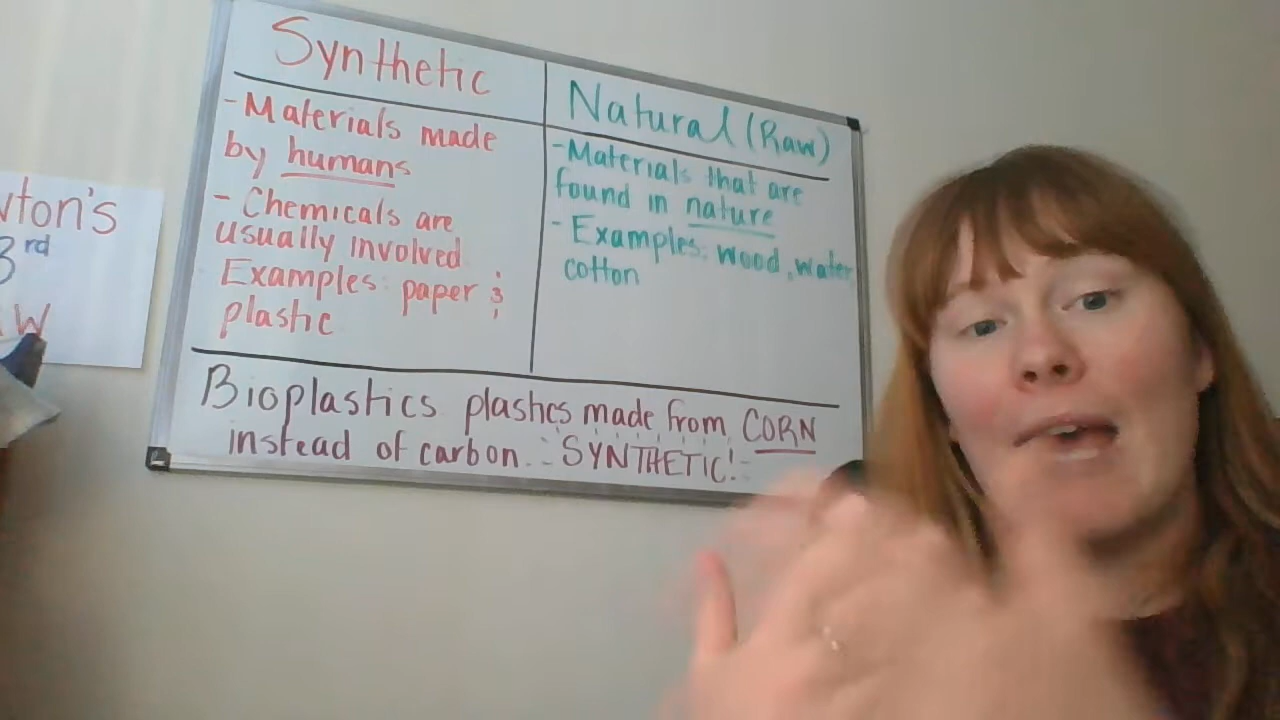 Synthetic
- Materials made
by humans
- Chemicals are
usually involved
Examples: paper &
plastic
Natural (Raw)
- Materials that are
found in nature
- Examples: wood, water
cotton
Bioplastics plastics made from CORN
instead of carbon. SYNTHETIC!
wton's
3rd
W